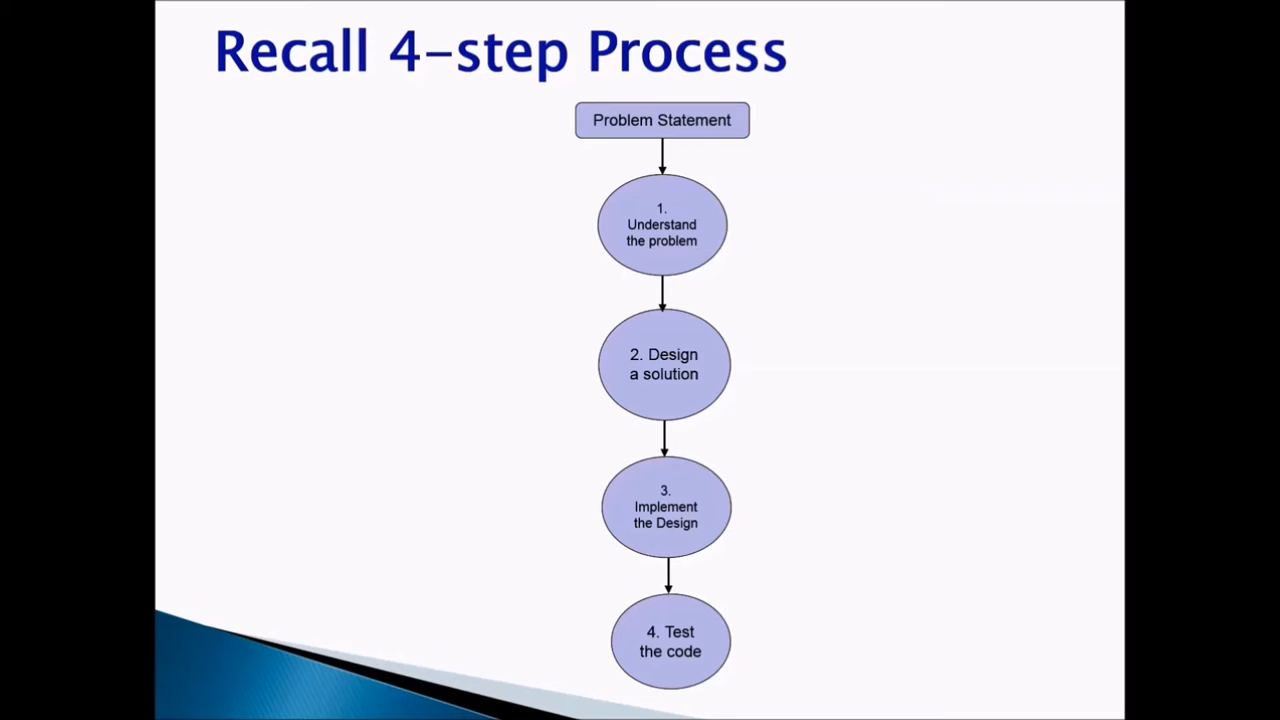 Recall 4-step Process
Problem Statement
1.
Understand
the problem
2. Design
a solution
3.
Implement
the Design
4. Test
the code